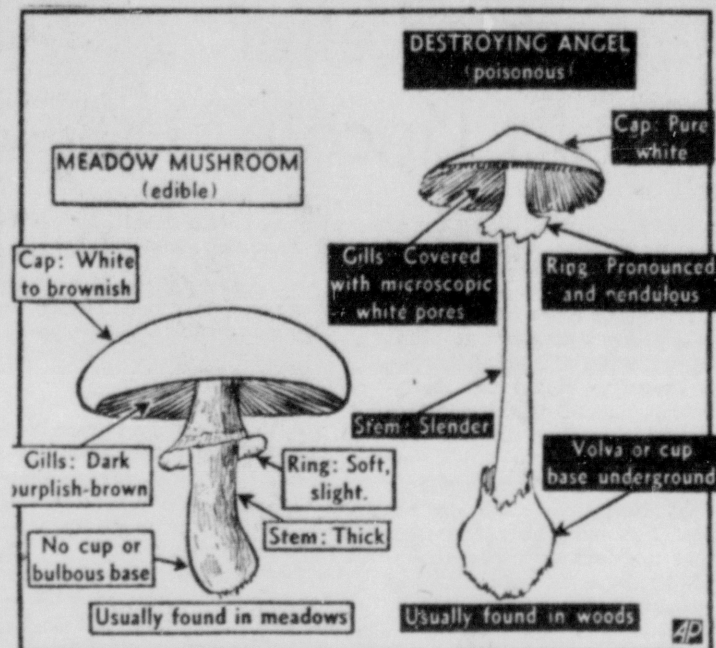 MEADOW MUSHROOM
(edible)
Cap: White
to brownish
Gills: Dark
purplish-brown
Ring: Soft,
slight.
Stem: Thick
No cup or
bulbous base
Usually found in meadows
DESTROYING ANGEL
(poisonous)
Cap: Pure
white
Gills: Covered
with microscopic
white pores
Ring: Pronounced
and pendulous
Stem: Slender
Volva or cup
base underground
Usually found in woods
AP